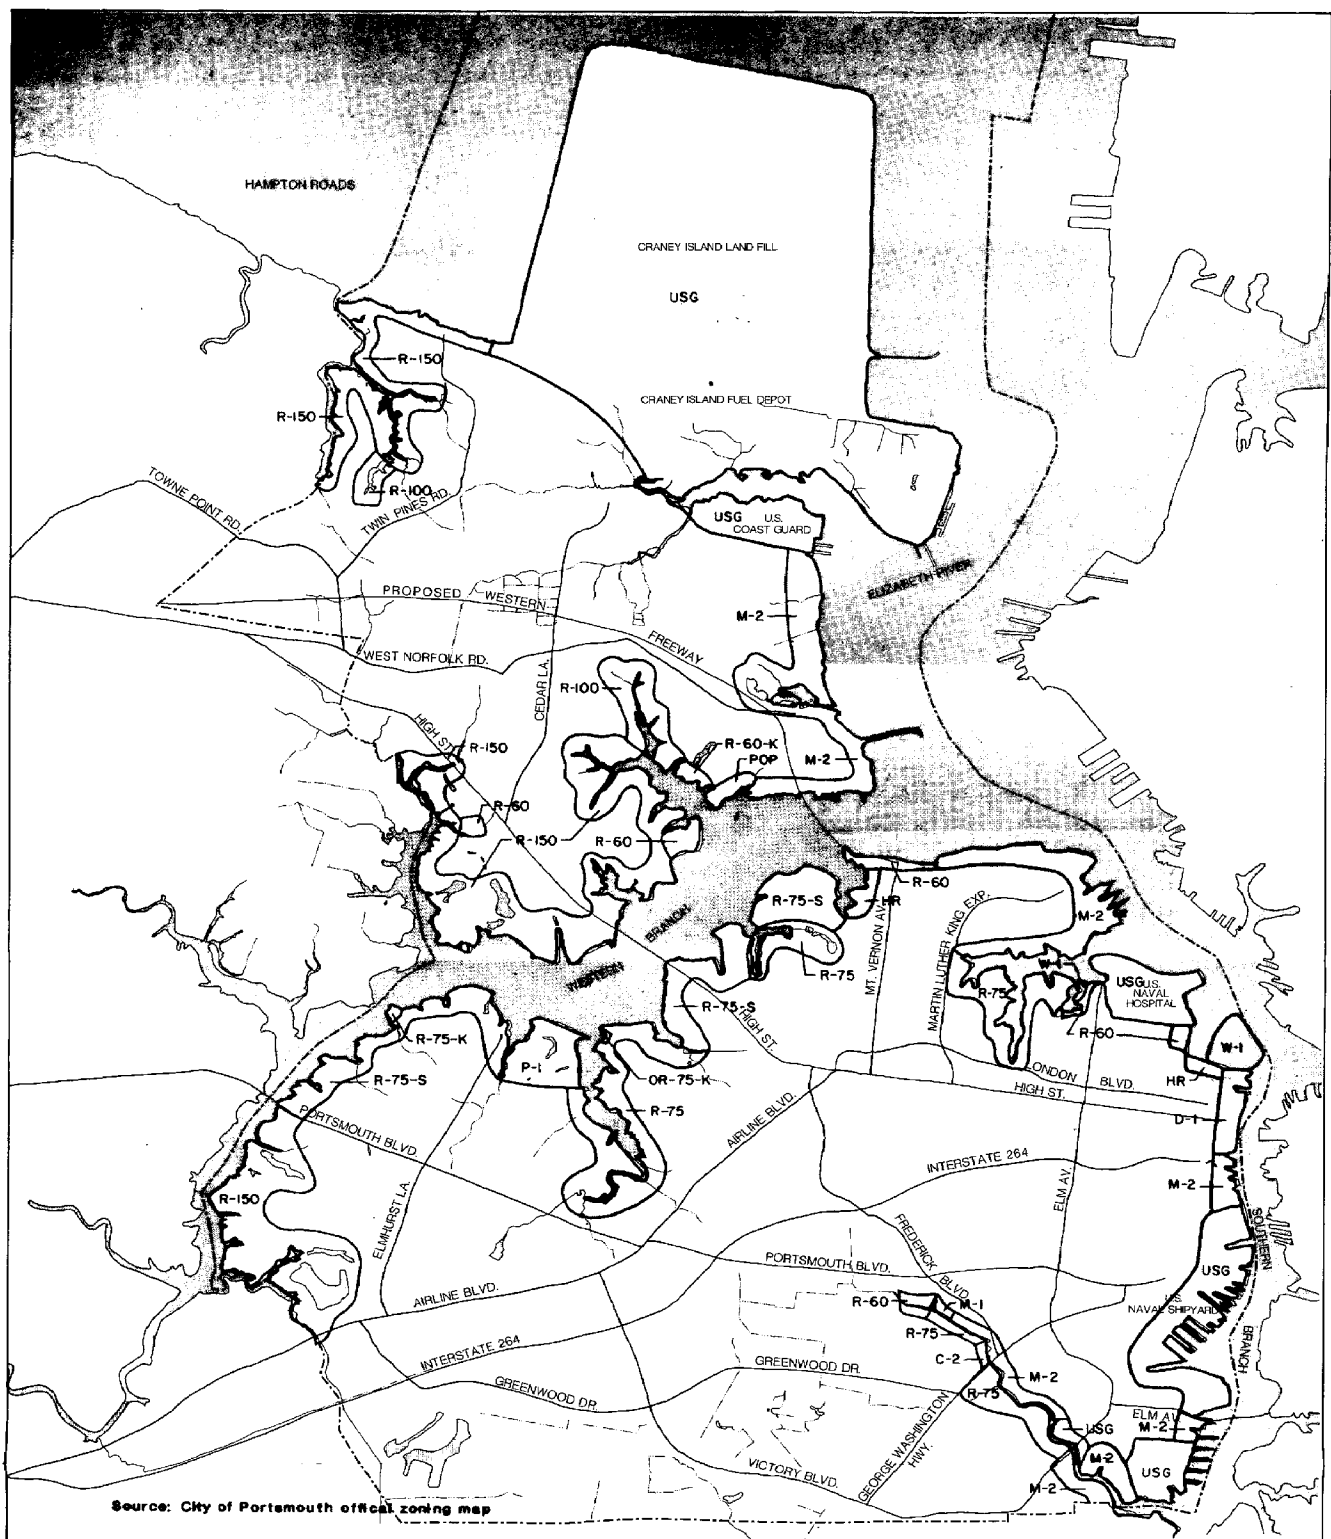 HAMPTON ROADS
CRANEY ISLAND LAND FILL
USG
R-150
R-150
CRANEY ISLAND FUEL DEPOT
R-100
TOWNE POINT RD.
TWIN PINES RD.
USG U.S.
COAST GUARD
ELIZABETH RIVER
PROPOSED WESTERN
FREEWAY
M-2
WEST NORFOLK RD.
CEDAR LA.
R-100
HIGH ST.
R-150
R-60-K
POP
M-2
R-60
R-150
R-60
R-60
HR
R-75-S
BRANCH
WESTERN
R-75
MT. VERNON AV.
MARTIN LUTHER KING EXP.
M-2
W-1
R-75
USG U.S.
NAVAL
HOSPITAL
R-75-S
HIGH ST.
R-60
W-1
R-75-K
P-1
OR-75-K
LONDON BLVD.
HR
R-75-S
HIGH ST.
R-75
AIRLINE BLVD.
D-1
PORTSMOUTH BLVD.
INTERSTATE 264
ELM AV.
M-2
R-150
ELMHURST LA.
FREDERICK BLVD.
SOUTHERN
PORTSMOUTH BLVD.
USG
U.S.
NAVAL SHIPYARD
AIRLINE BLVD.
R-60
M-1
R-75
BRANCH
INTERSTATE 264
C-2
GREENWOOD DR.
M-2
R-75
GREENWOOD DR.
GEORGE WASHINGTON
HWY.
ELM AV.
USG
M-2
M-2
USG
VICTORY BLVD.
M-2
Source: City of Portsmouth offical zoning map